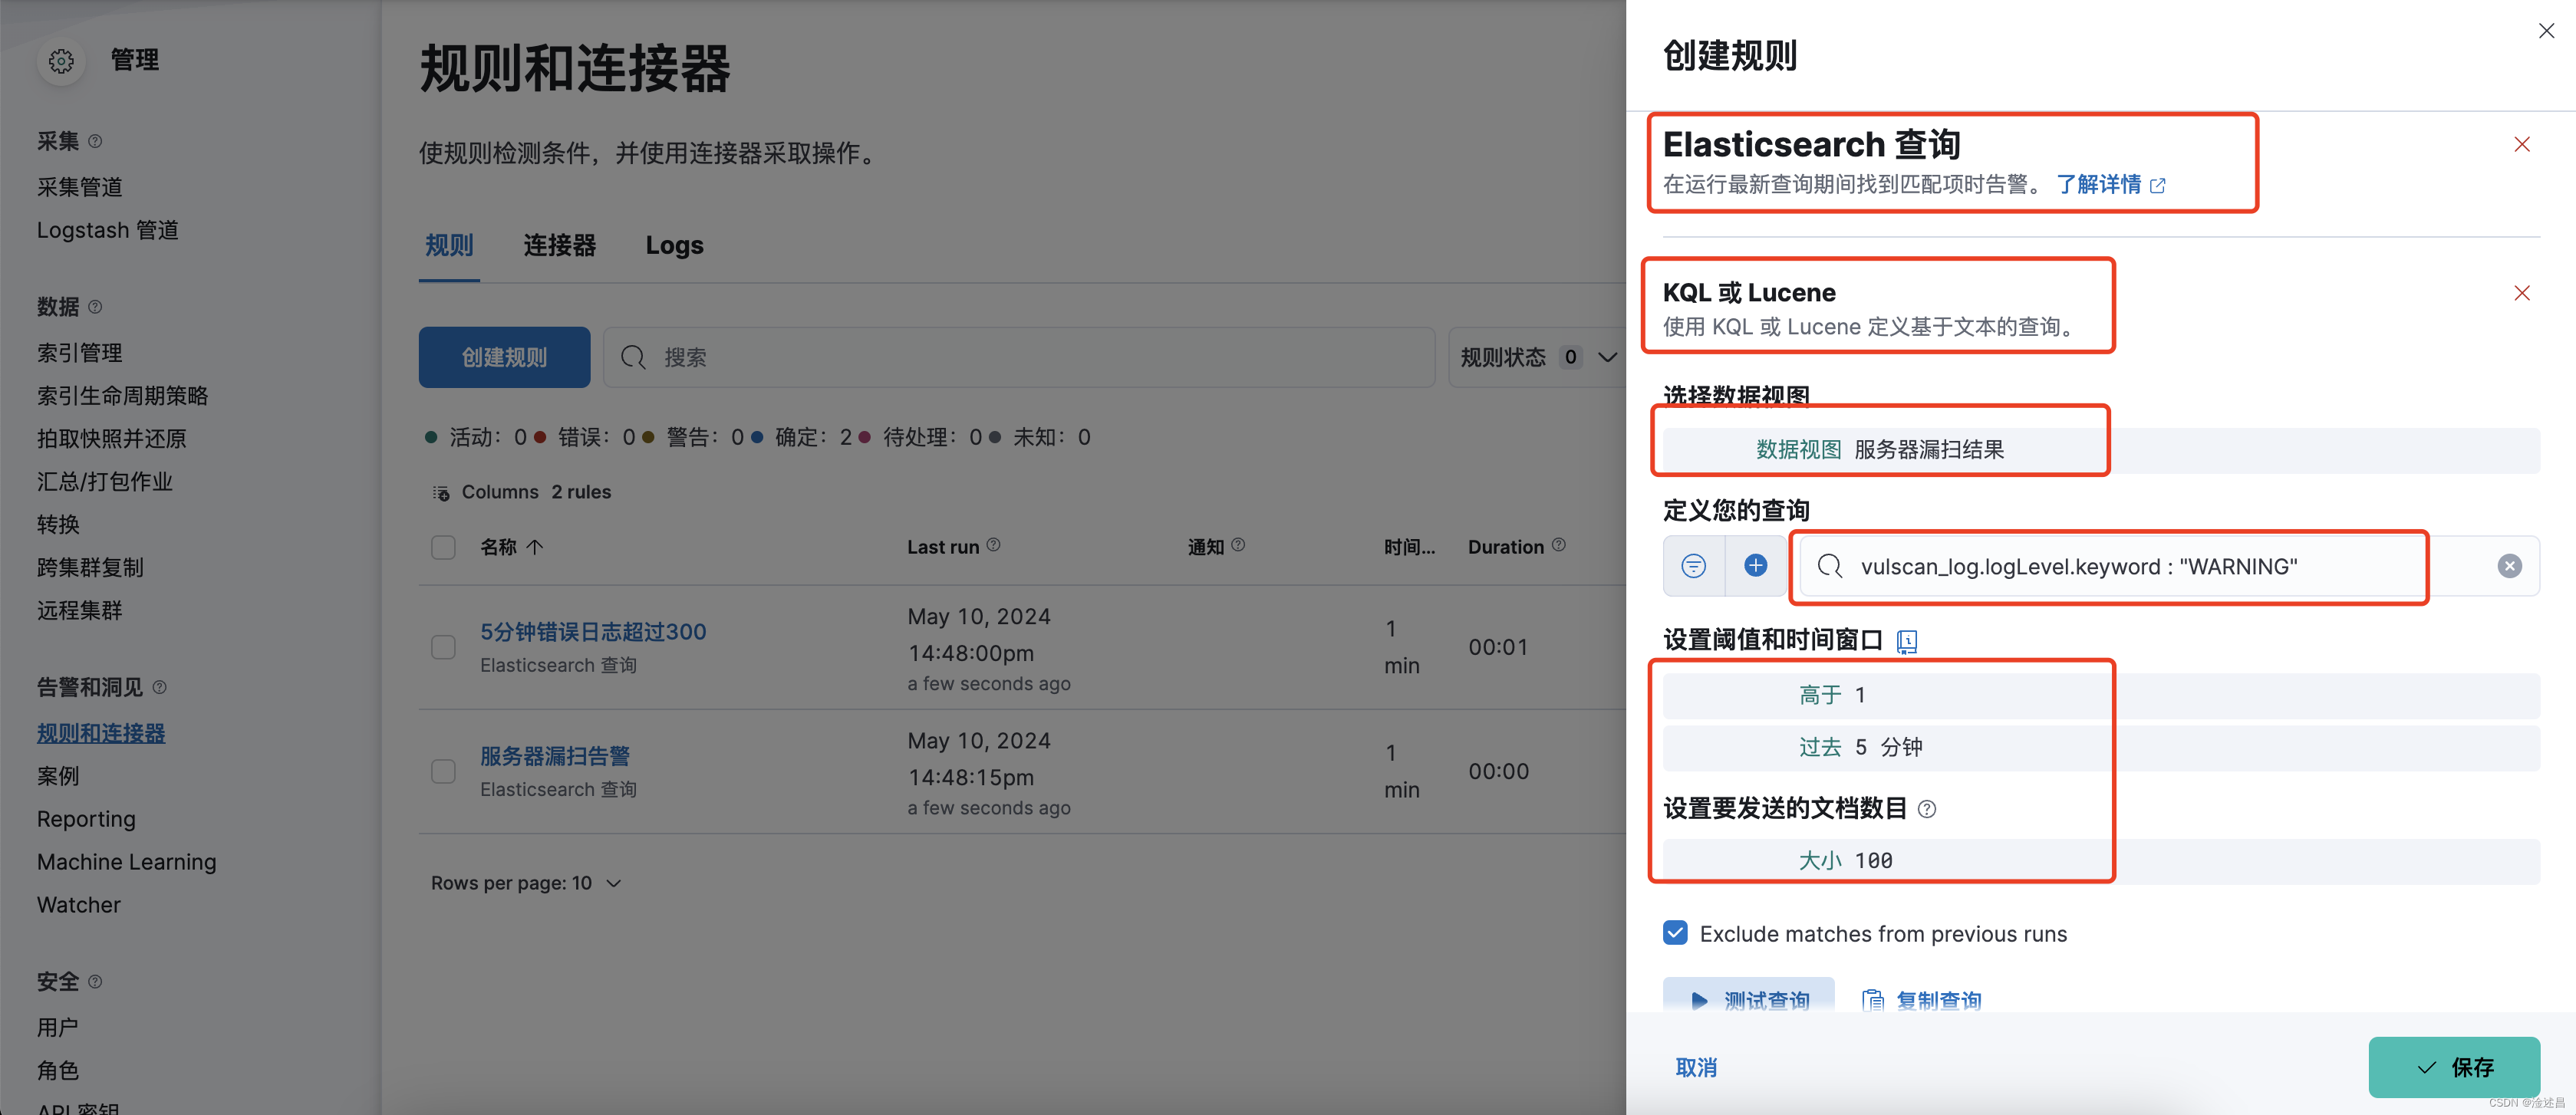 管理
采集
采集管道
Logstash 管道
数据
索引管理
索引生命周期策略
拍取快照并还原
汇总/打包作业
转换
跨集群复制
远程集群
告警和洞见
规则和连接器
案例
Reporting
Machine Learning
Watcher
安全
用户
角色
API 密钥
规则和连接器
使规则检测条件，并使用连接器采取操作。
规则 连接器 Logs
创建规则 搜索 规则状态 0
活动：0 错误：0 警告：0 确定：2 待处理：0 未知：0
Columns 2 rules
名称 Last run 通知 时间... Duration
5分钟错误日志超过300
Elasticsearch 查询
May 10, 2024
14:48:00pm
a few seconds ago
1
min
00:01
服务器漏扫告警
Elasticsearch 查询
May 10, 2024
14:48:15pm
a few seconds ago
1
min
00:00
Rows per page: 10
创建规则
Elasticsearch 查询
在运行最新查询期间找到匹配项时告警。 了解详情
KQL 或 Lucene
使用 KQL 或 Lucene 定义基于文本的查询。
选择数据视图
数据视图 服务器漏扫结果
定义您的查询
vulscan_log.logLevel.keyword : "WARNING"
设置阈值和时间窗口
高于 1
过去 5 分钟
设置要发送的文档数目
大小 100
Exclude matches from previous runs
测试查询 复制查询
取消 保存
CSDN @淦述昌